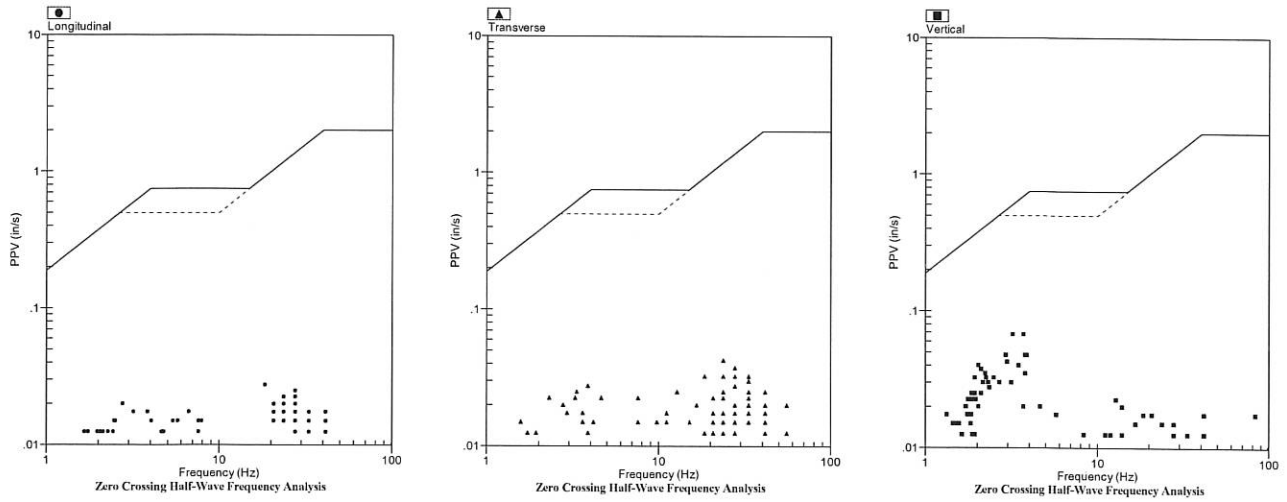 Longitudinal
10
1
.1
.01
PPV (in/s)
1 10 100
Frequency (Hz)
Zero Crossing Half-Wave Frequency Analysis
Transverse
10
1
.1
.01
PPV (in/s)
1 10 100
Frequency (Hz)
Zero Crossing Half-Wave Frequency Analysis
Vertical
10
1
.1
.01
PPV (in/s)
1 10 100
Frequency (Hz)
Zero Crossing Half-Wave Frequency Analysis